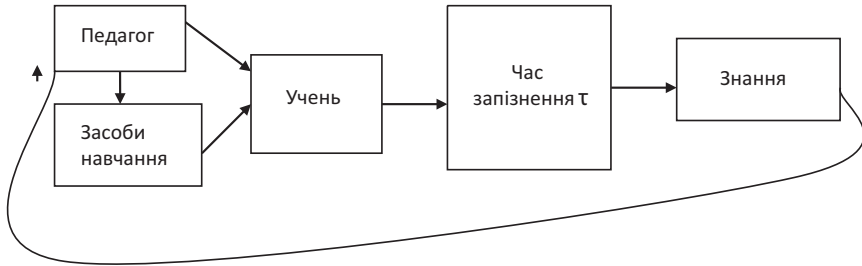 Педагог
Засоби
навчання
Учень
Час
запізнення τ
Знання